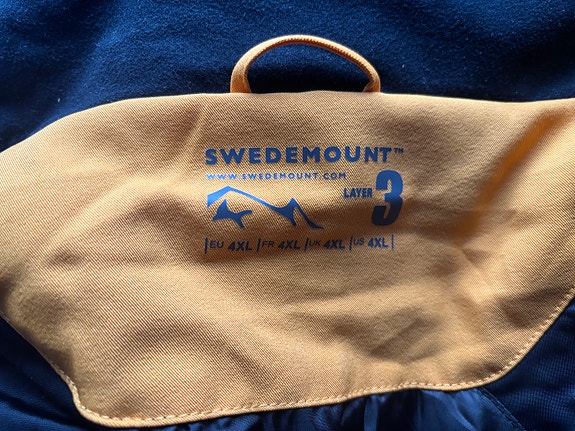 SWEDEMOUNT™
WWW.SWEDEMOUNT.COM
LAYER 3
|EU 4XL |FR 4XL |UK 4XL |US 4XL|